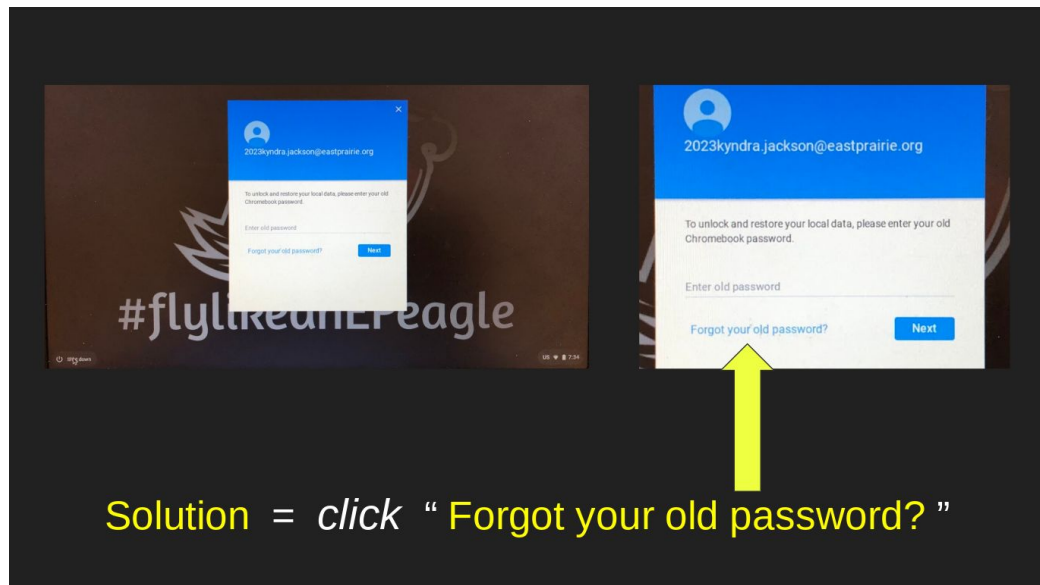 2023kyndra.jackson@eastprairie.org
To unlock and restore your local data, please enter your old
Chromebook password.
Enter old password
Forgot your old password?
Next
#flylikeanEPeagle
US
7:34
2023kyndra.jackson@eastprairie.org
To unlock and restore your local data, please enter your old
Chromebook password.
Enter old password
Forgot your old password?
Next
Solution = click “ Forgot your old password? ”